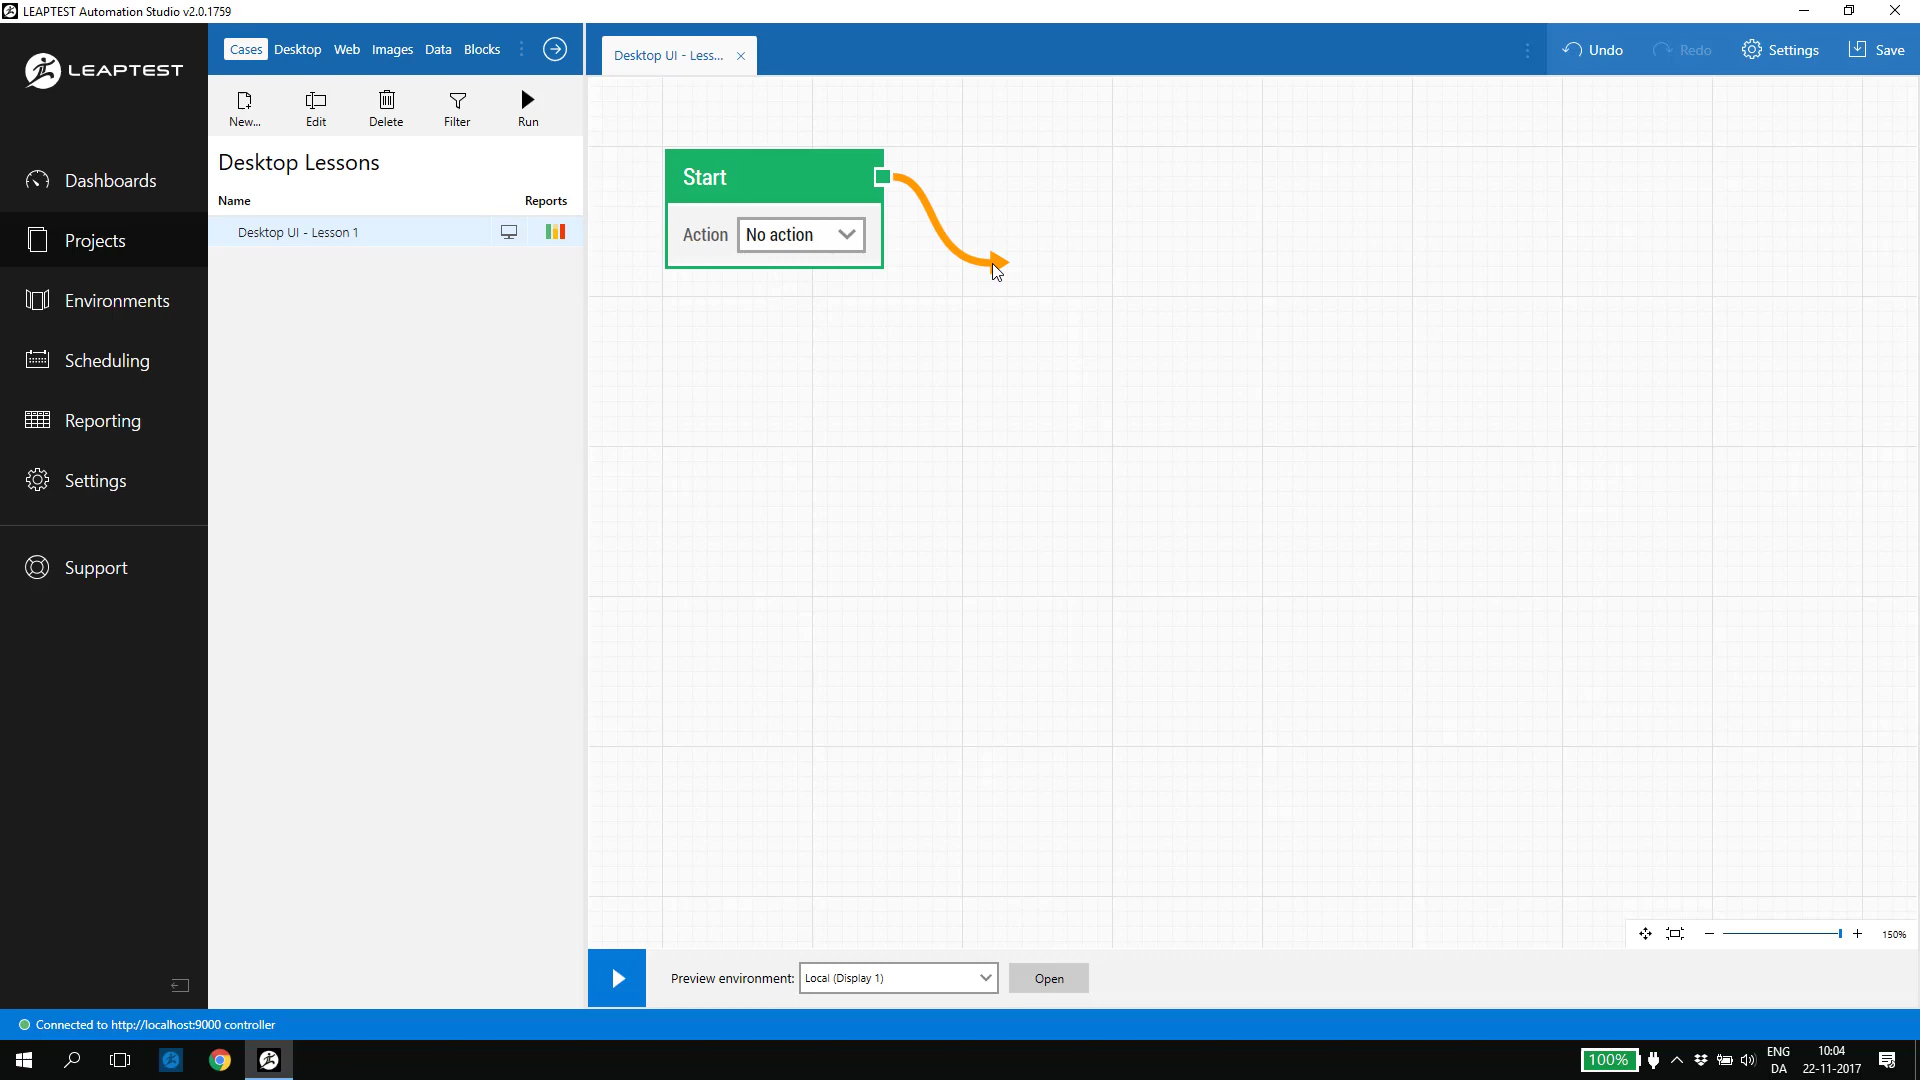 LEAPTEST Automation Studio v2.0.1759
LEAPTEST
Cases Desktop Web Images Data Blocks
Desktop UI - Less...
Undo Redo Settings Save
New... Edit Delete Filter Run
Desktop Lessons
Name Reports
Desktop UI - Lesson 1
Dashboards
Projects
Environments
Scheduling
Reporting
Settings
Support
Start
Action No action
150%
Preview environment: Local (Display 1) Open
Connected to http://localhost:9000 controller
100%
ENG
DA
10:04
22-11-2017